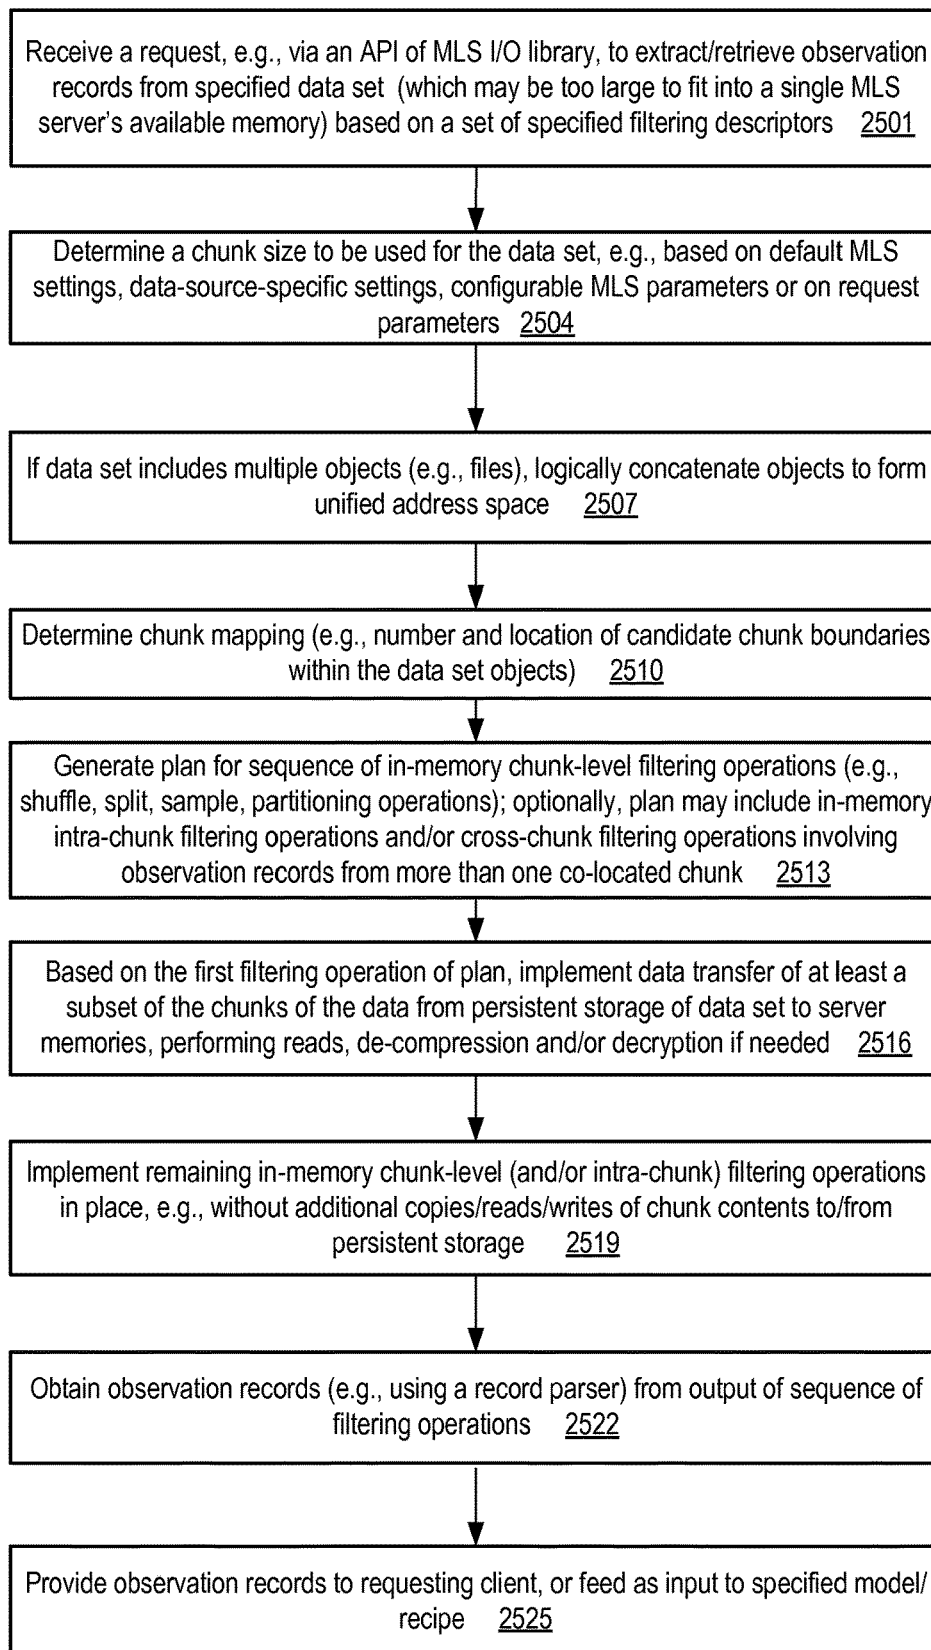 Receive a request, e.g., via an API of MLS I/O library, to extract/retrieve observation
records from specified data set (which may be too large to fit into a single MLS
server's available memory) based on a set of specified filtering descriptors 2501
Determine a chunk size to be used for the data set, e.g., based on default MLS
settings, data-source-specific settings, configurable MLS parameters or on request
parameters 2504
If data set includes multiple objects (e.g., files), logically concatenate objects to form
unified address space 2507
Determine chunk mapping (e.g., number and location of candidate chunk boundaries
within the data set objects) 2510
Generate plan for sequence of in-memory chunk-level filtering operations (e.g.,
shuffle, split, sample, partitioning operations); optionally, plan may include in-memory
intra-chunk filtering operations and/or cross-chunk filtering operations involving
observation records from more than one co-located chunk 2513
Based on the first filtering operation of plan, implement data transfer of at least a
subset of the chunks of the data from persistent storage of data set to server
memories, performing reads, de-compression and/or decryption if needed 2516
Implement remaining in-memory chunk-level (and/or intra-chunk) filtering operations
in place, e.g., without additional copies/reads/writes of chunk contents to/from
persistent storage 2519
Obtain observation records (e.g., using a record parser) from output of sequence of
filtering operations 2522
Provide observation records to requesting client, or feed as input to specified model/
recipe 2525